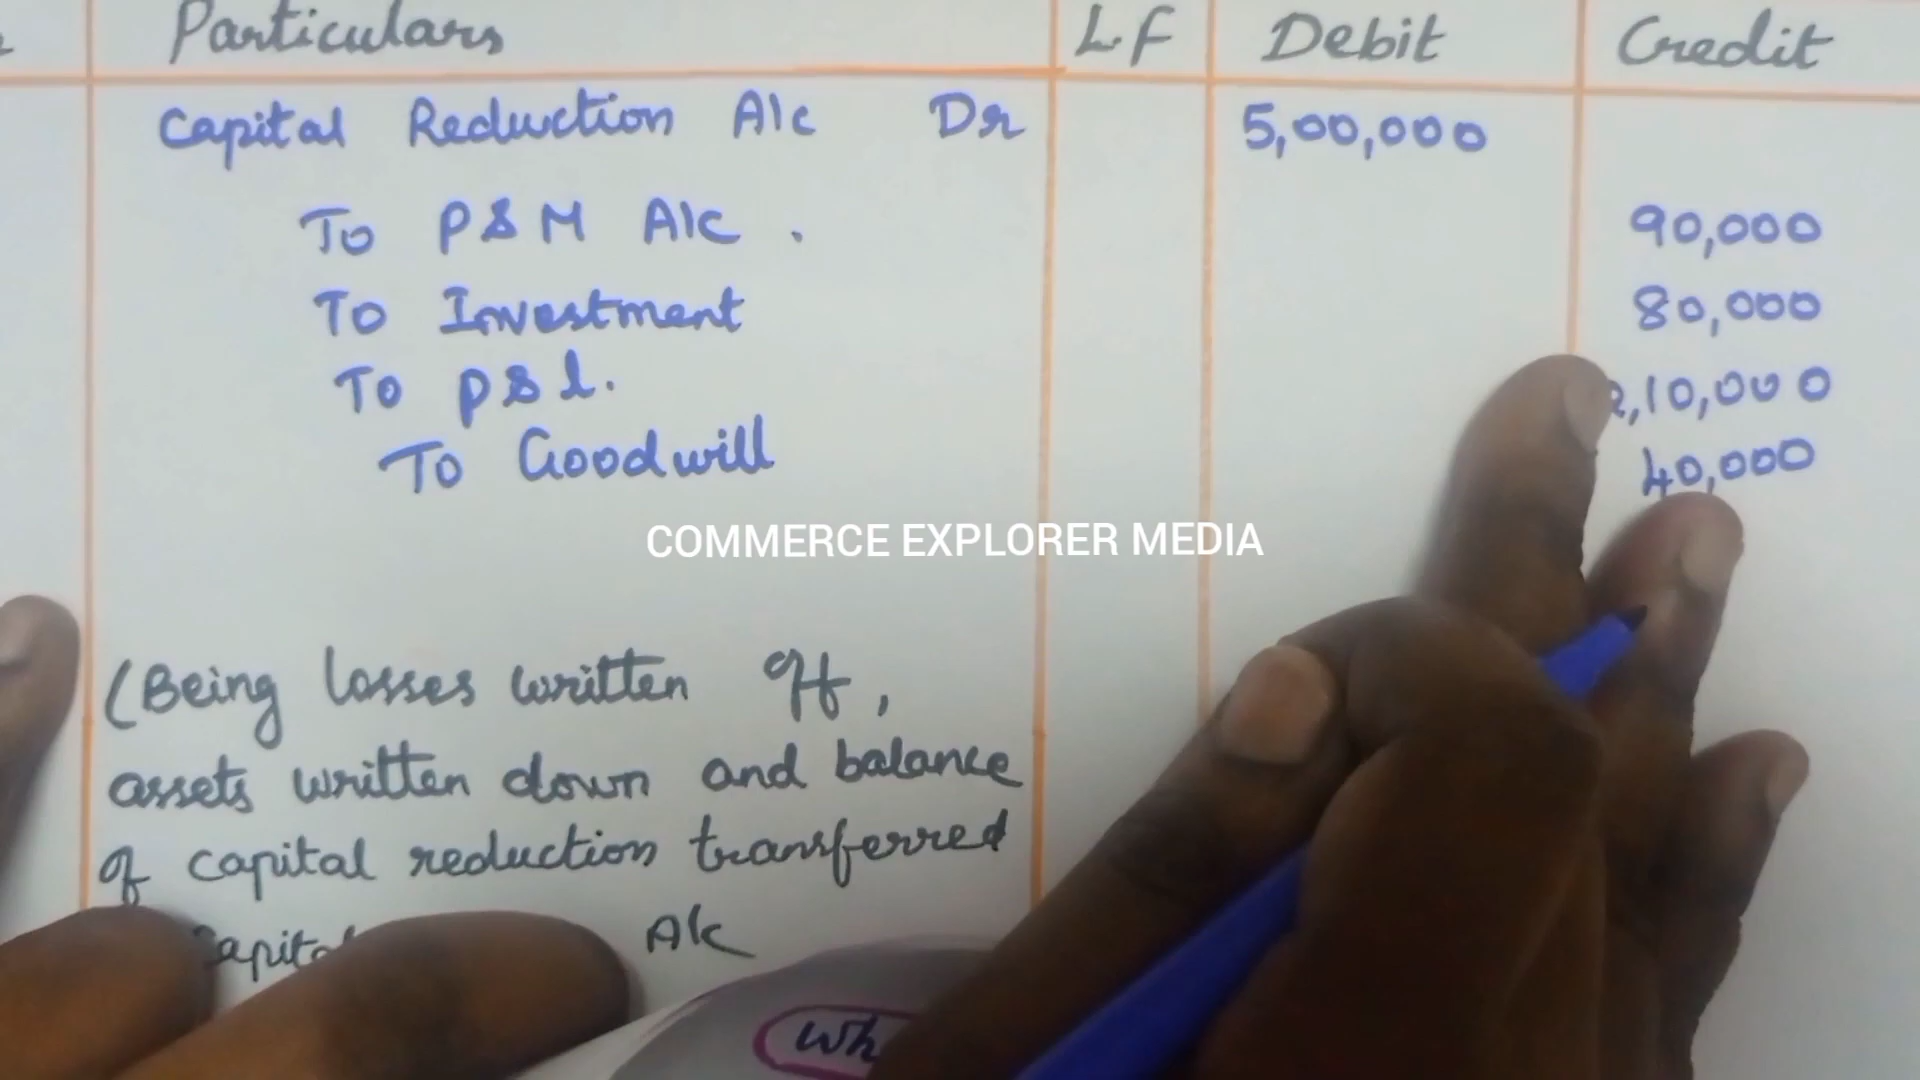 Particulars L.F Debit Credit
Capital Reduction A/c Dr 5,00,000
To P&M A/c . 90,000
To Investment 80,000
To P&l. 2,10,000
To Goodwill 40,000
COMMERCE EXPLORER MEDIA
(Being losses written off,
assets written down and balance
of capital reduction transferred
A/c